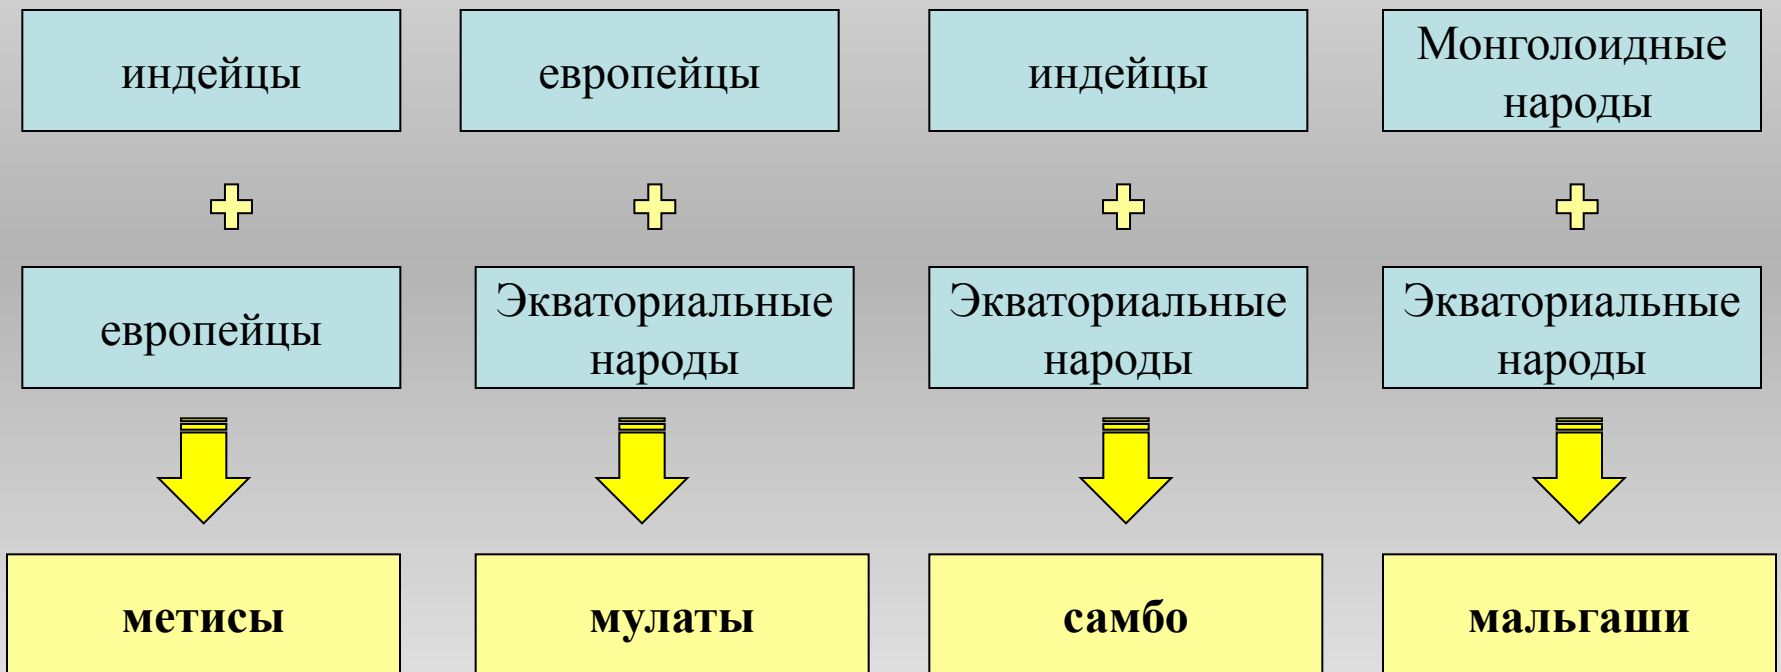 индейцы
европейцы
индейцы
Монголоидные
народы
европейцы
Экваториальные
народы
Экваториальные
народы
Экваториальные
народы
метисы
мулаты
самбо
мальгаши